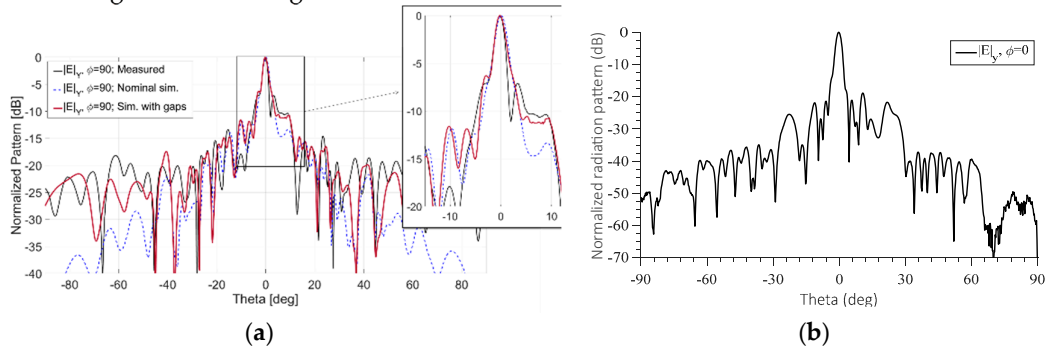 0
-5
-10
-15
-20
-25
-30
-35
-40
Normalized Pattern [dB]
|E|Y, ϕ=90; Measured
|E|Y, ϕ=90; Nominal sim.
|E|Y, ϕ=90; Sim. with gaps
-80 -60 -40 -20 0 20 40 60 80
Theta [deg]
0
-5
-10
-15
-20
-10 0 10
(a)
0
-10
-20
-30
-40
-50
-60
-70
Normalized radiation pattern (dB)
|E|y, ϕ=0
-90 -60 -30 0 30 60 90
Theta (deg)
(b)